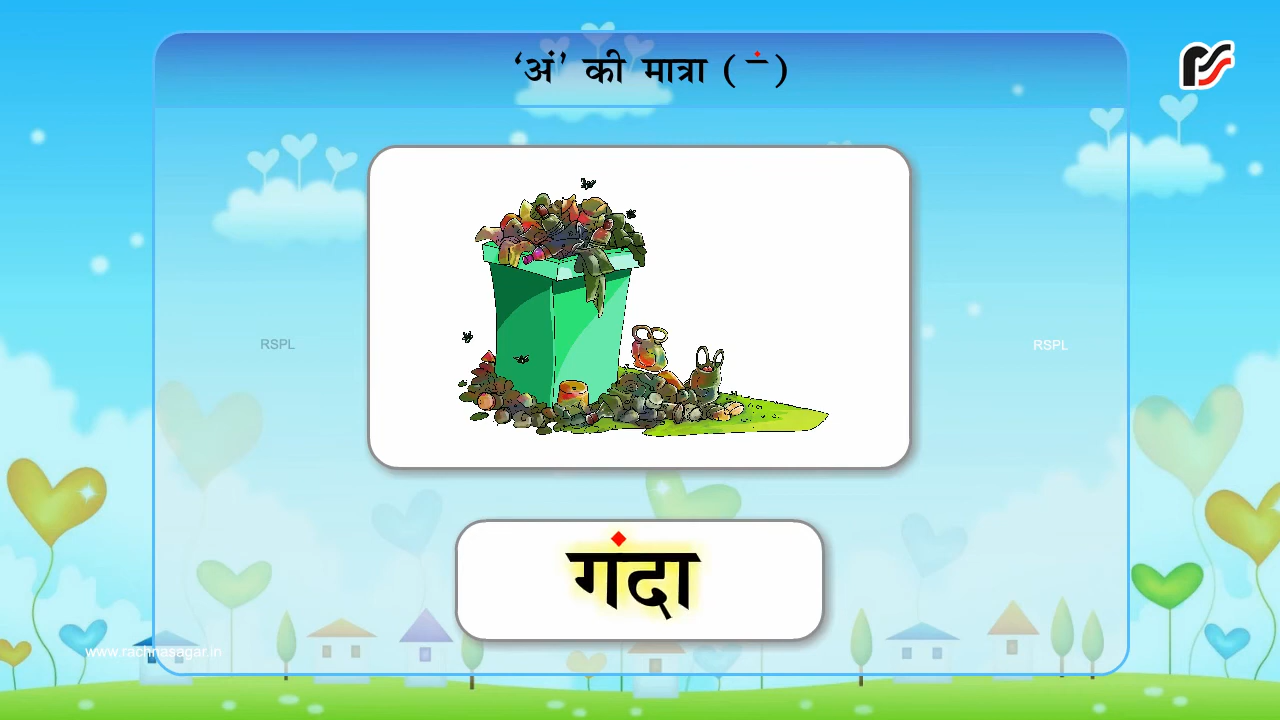 ‘अं’ की मात्रा ( ं )
RSPL
RSPL
गंदा
www.rachnasagar.in